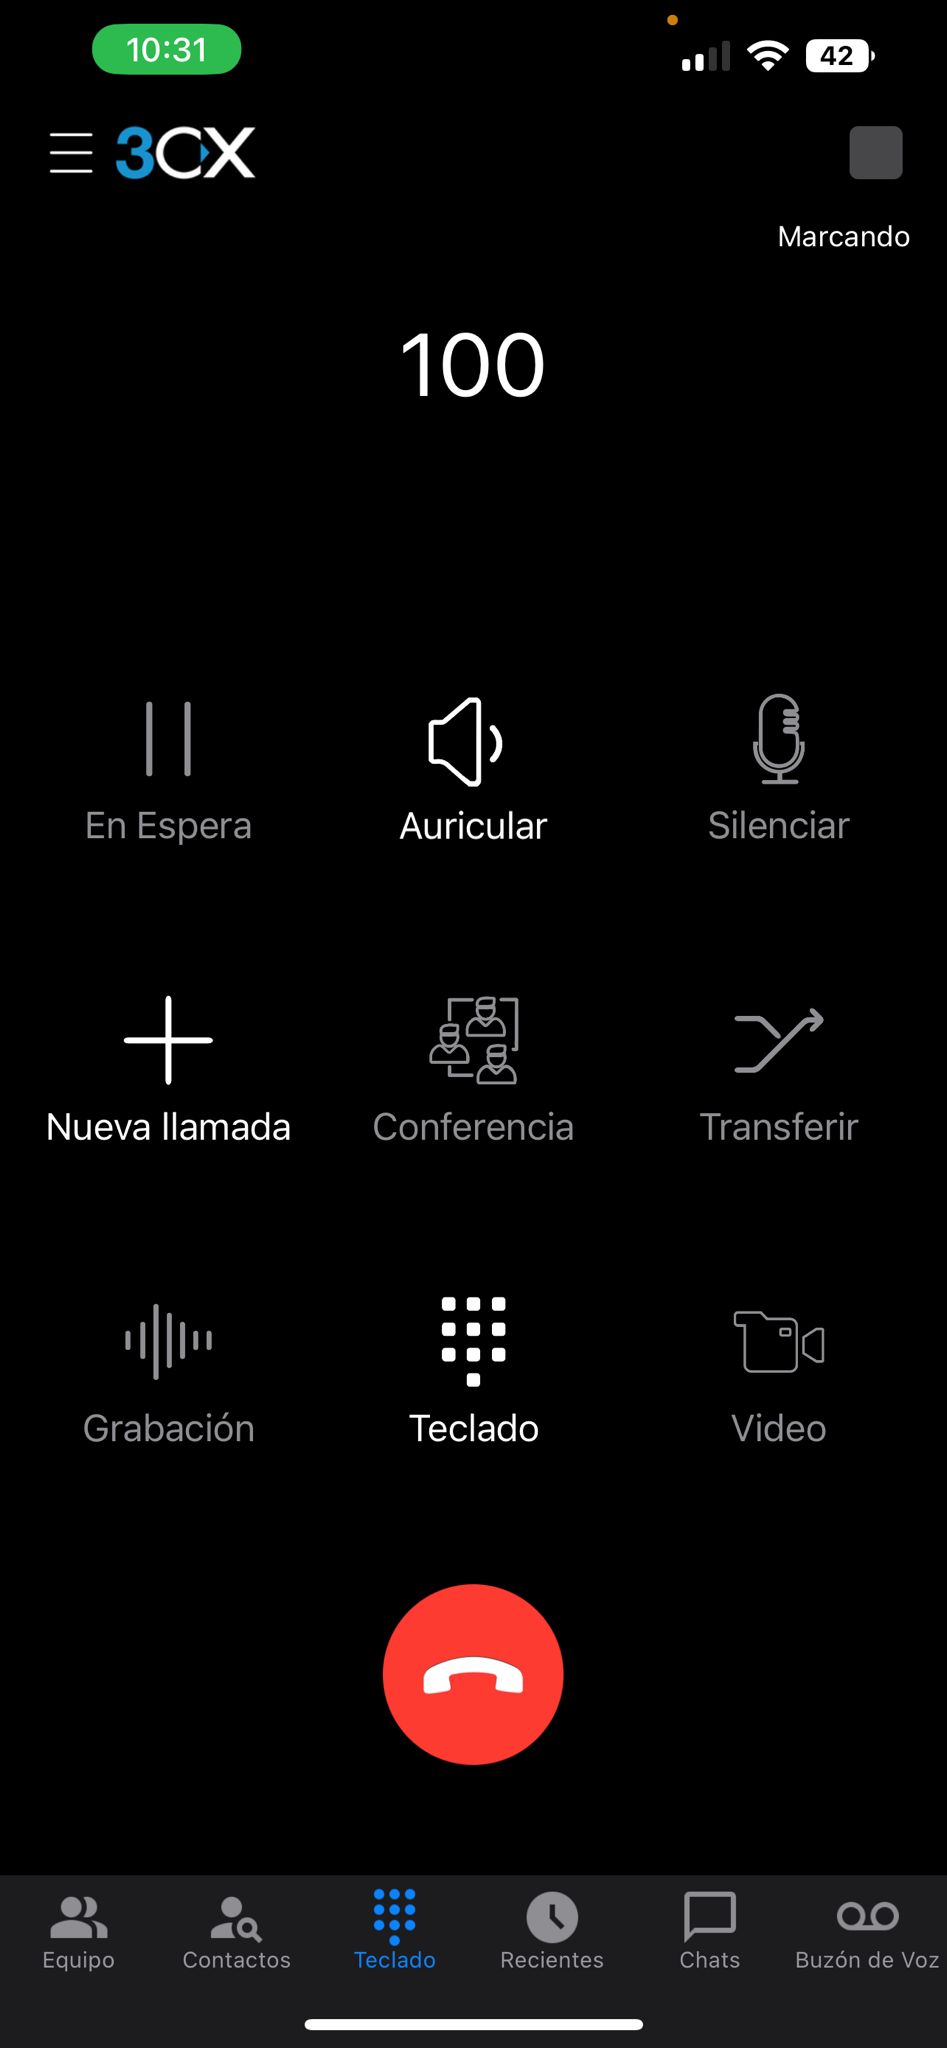 10:31
42
3CX
Marcando
100
En Espera
Auricular
Silenciar
Nueva llamada
Conferencia
Transferir
Grabación
Teclado
Video
Equipo
Contactos
Teclado
Recientes
Chats
Buzón de Voz